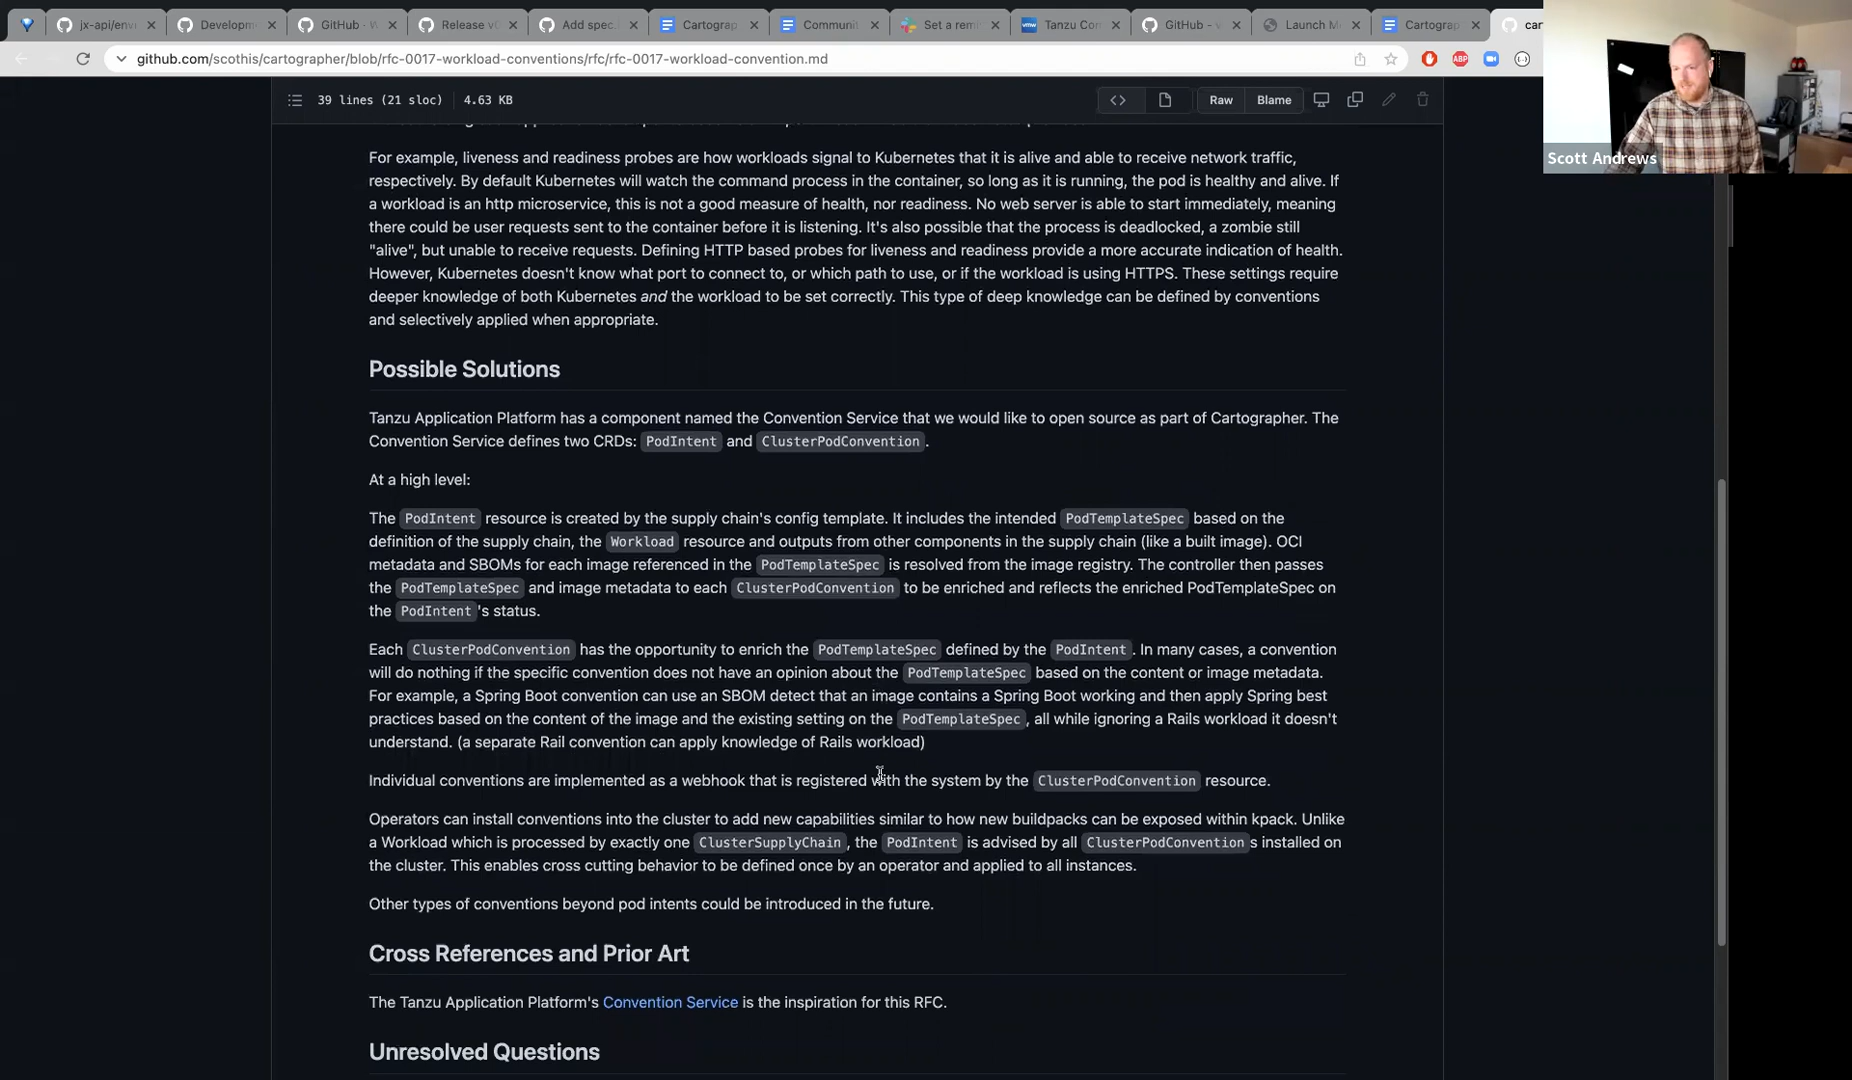 jx-api/env
Developm
GitHub - W
Release v0
Add spec.
Cartograp
Communit
Set a rem
Tanzu Con
GitHub - v
Launch M
Cartograp
car
github.com/scothis/cartographer/blob/rfc-0017-workload-conventions/rfc/rfc-0017-workload-convention.md
ABP
Scott Andrews
39 lines (21 sloc)
4.63 KB
Raw
Blame
For example, liveness and readiness probes are how workloads signal to Kubernetes that it is alive and able to receive network traffic,
respectively. By default Kubernetes will watch the command process in the container, so long as it is running, the pod is healthy and alive. If
a workload is an http microservice, this is not a good measure of health, nor readiness. No web server is able to start immediately, meaning
there could be user requests sent to the container before it is listening. It's also possible that the process is deadlocked, a zombie still
"alive", but unable to receive requests. Defining HTTP based probes for liveness and readiness provide a more accurate indication of health.
However, Kubernetes doesn't know what port to connect to, or which path to use, or if the workload is using HTTPS. These settings require
deeper knowledge of both Kubernetes and the workload to be set correctly. This type of deep knowledge can be defined by conventions
and selectively applied when appropriate.
Possible Solutions
Tanzu Application Platform has a component named the Convention Service that we would like to open source as part of Cartographer. The
Convention Service defines two CRDs: PodIntent and ClusterPodConvention.
At a high level:
The PodIntent resource is created by the supply chain's config template. It includes the intended PodTemplateSpec based on the
definition of the supply chain, the Workload resource and outputs from other components in the supply chain (like a built image). OCI
metadata and SBOMs for each image referenced in the PodTemplateSpec is resolved from the image registry. The controller then passes
the PodTemplateSpec and image metadata to each ClusterPodConvention to be enriched and reflects the enriched PodTemplateSpec on
the PodIntent's status.
Each ClusterPodConvention has the opportunity to enrich the PodTemplateSpec defined by the PodIntent. In many cases, a convention
will do nothing if the specific convention does not have an opinion about the PodTemplateSpec based on the content or image metadata.
For example, a Spring Boot convention can use an SBOM detect that an image contains a Spring Boot working and then apply Spring best
practices based on the content of the image and the existing setting on the PodTemplateSpec, all while ignoring a Rails workload it doesn't
understand. (a separate Rail convention can apply knowledge of Rails workload)
Individual conventions are implemented as a webhook that is registered with the system by the ClusterPodConvention resource.
Operators can install conventions into the cluster to add new capabilities similar to how new buildpacks can be exposed within kpack. Unlike
a Workload which is processed by exactly one ClusterSupplyChain, the PodIntent is advised by all ClusterPodConventions installed on
the cluster. This enables cross cutting behavior to be defined once by an operator and applied to all instances.
Other types of conventions beyond pod intents could be introduced in the future.
Cross References and Prior Art
The Tanzu Application Platform's Convention Service is the inspiration for this RFC.
Unresolved Questions